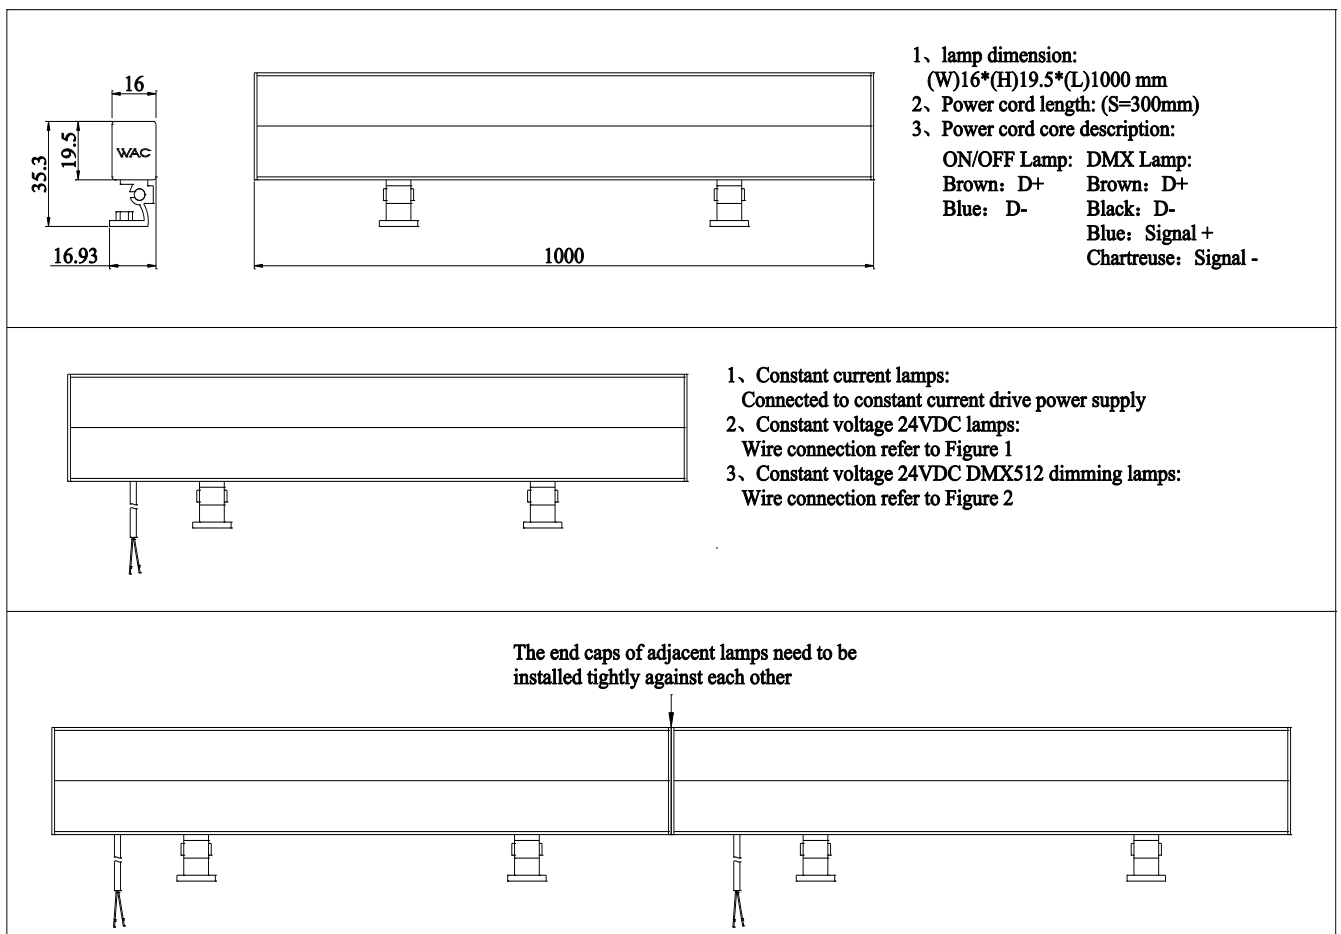 16
19.5
35.3
WAC
16.93
1000
1、lamp dimension:
(W)16*(H)19.5*(L)1000 mm
2、Power cord length: (S=300mm)
3、Power cord core description:
ON/OFF Lamp: DMX Lamp:
Brown：D+ Brown：D+
Blue： D- Black：D-
Blue：Signal +
Chartreuse：Signal -
1、Constant current lamps:
Connected to constant current drive power supply
2、Constant voltage 24VDC lamps:
Wire connection refer to Figure 1
3、Constant voltage 24VDC DMX512 dimming lamps:
Wire connection refer to Figure 2
The end caps of adjacent lamps need to be
installed tightly against each other